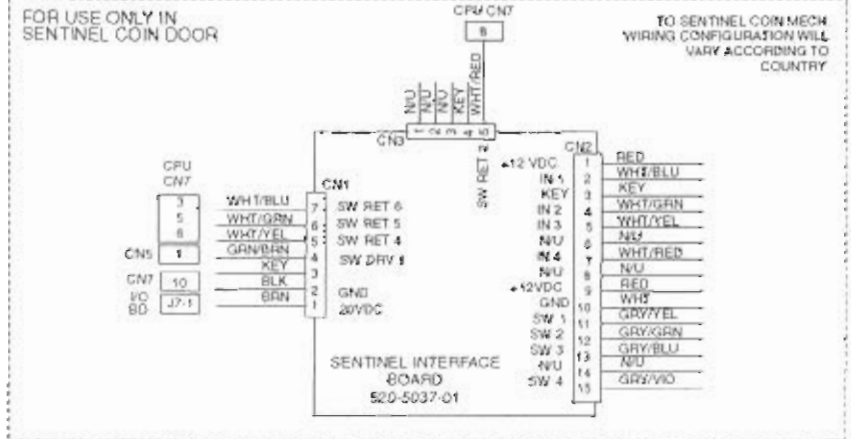 FOR USE ONLY IN
SENTINEL COIN DOOR
CPU CN7
8
TO SENTINEL COIN MECH
WIRING CONFIGURATION WILL
VARY ACCORDING TO
COUNTRY
N/U
N/U
N/U
KEY
WHT/RED
CN3
1 2 3 4 5
SW RET 2
CPU
CN7
3
5
6
CN5 1
CN7 10
I/O
BD J7-1
WHT/BLU
WHT/GRN
WHT/YEL
GRN/BRN
KEY
BLK
BRN
CN1
7 SW RET 6
6 SW RET 5
5 SW RET 4
4 SW DRV 1
3
2 GND
1 20VDC
SENTINEL INTERFACE
BOARD
520-5037-01
CN2
+12 VDC 1 RED
IN 1 2 WHT/BLU
KEY 3 KEY
IN 2 4 WHT/GRN
IN 3 5 WHT/YEL
N/U 6 N/U
IN 4 7 WHT/RED
N/U 8 N/U
+12VDC 9 RED
GND 10 WHT
SW 1 11 GRY/YEL
SW 2 12 GRY/GRN
SW 3 13 GRY/BLU
N/U 14 N/U
SW 4 15 GRY/VIO